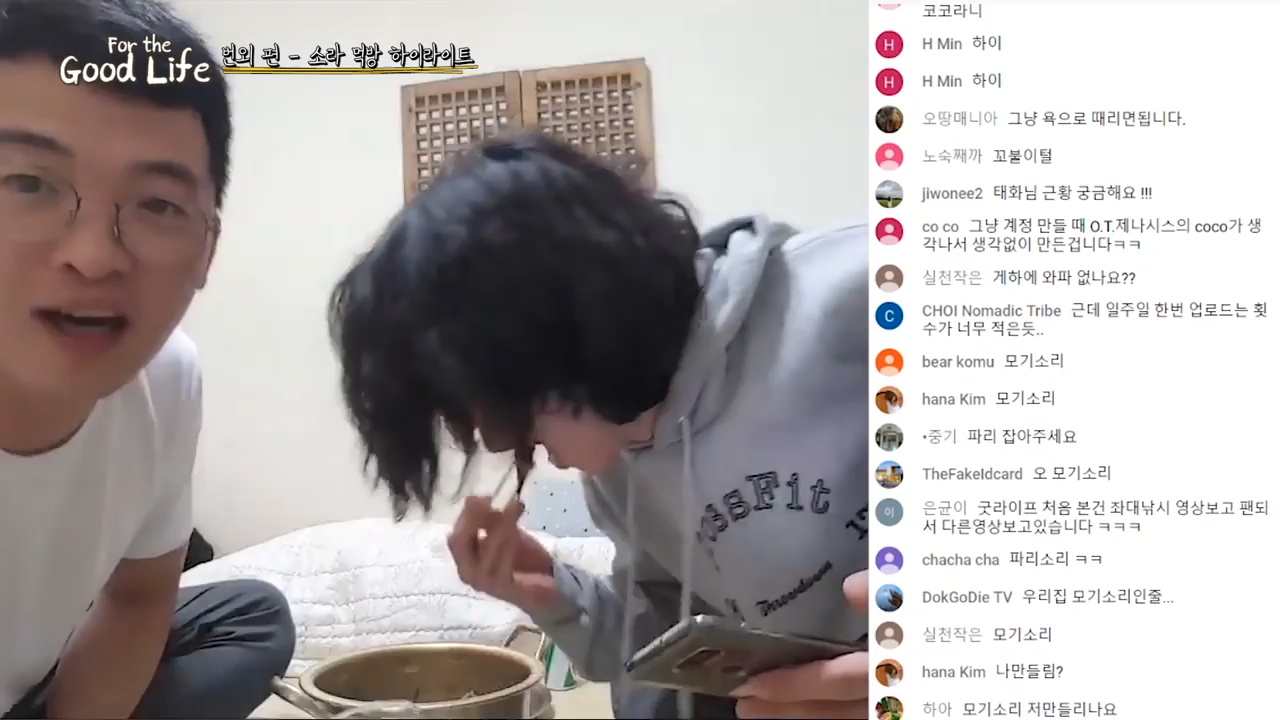 For the
Good Life
번외 편 - 소라 먹방 하이라이트
CrossFit
Throwdown
코코라니
H
H Min 하이
H
H Min 하이
오땅매니아 그냥 욕으로 때리면됩니다.
노숙째까 꼬불이털
jiwonee2 태화님 근황 궁금해요 !!!
co co 그냥 계정 만들 때 O.T.제나시스의 coco가 생
각나서 생각없이 만든겁니다ㅋㅋ
실천작은 게하에 와파 없나요??
C
CHOI Nomadic Tribe 근데 일주일 한번 업로드는 횟
수가 너무 적은듯..
bear komu 모기소리
hana Kim 모기소리
•중기 파리 잡아주세요
TheFakeIdcard 오 모기소리
이
은균이 굿라이프 처음 본건 좌대낚시 영상보고 팬되
서 다른영상보고있습니다 ㅋㅋㅋ
chacha cha 파리소리 ㅋㅋ
DokGoDie TV 우리집 모기소리인줄...
실천작은 모기소리
hana Kim 나만들림?
하아 모기소리 저만들리나요